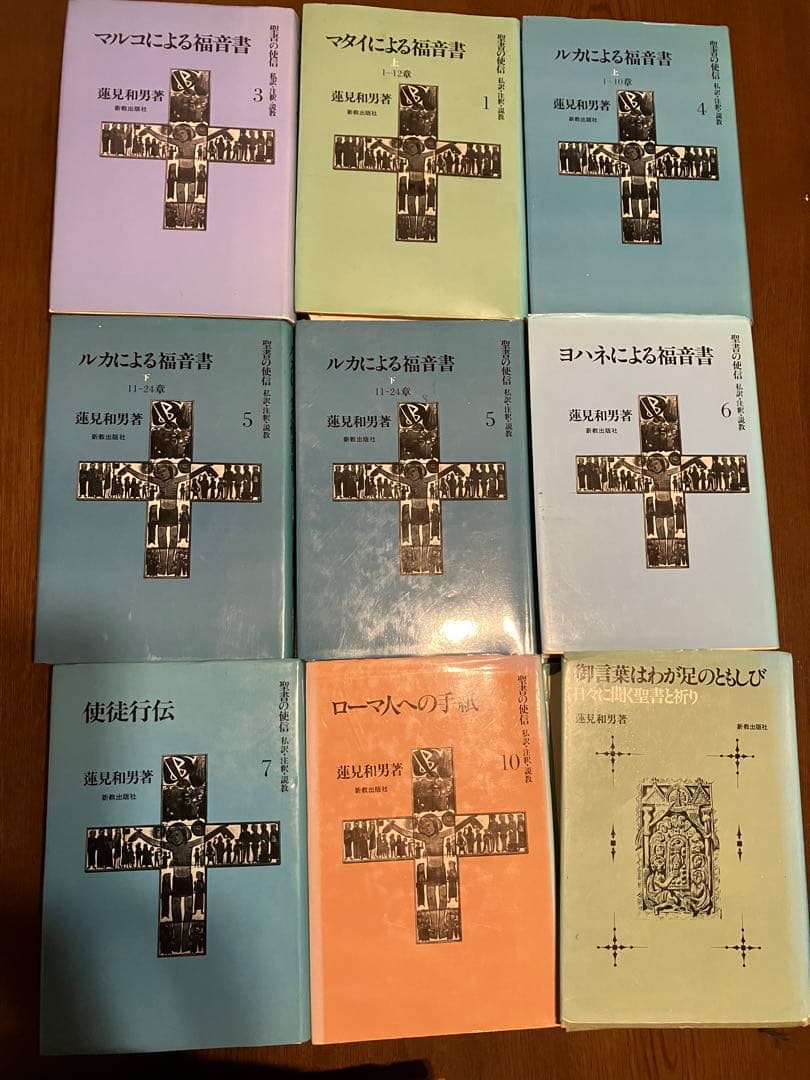 マルコによる福音書
聖書の使信 私訳・注釈・説教
3
蓮見和男著
新教出版社
マタイによる福音書
上
1-12章
聖書の使信 私訳・注釈・説教
1
蓮見和男著
新教出版社
ルカによる福音書
上
1-10章
聖書の使信 私訳・注釈・説教
4
蓮見和男著
新教出版社
ルカによる福音書
下
11-24章
聖書の使信 私訳・注釈・説教
5
蓮見和男著
新教出版社
ルカによる福音書
下
11-24章
聖書の使信 私訳・注釈・説教
5
蓮見和男著
新教出版社
ヨハネによる福音書
聖書の使信 私訳・注釈・説教
6
蓮見和男著
新教出版社
使徒行伝
聖書の使信 私訳・注釈・説教
7
蓮見和男著
新教出版社
ローマ人への手紙
聖書の使信 私訳・注釈・説教
10
蓮見和男著
新教出版社
御言葉はわが足のともしび
日々に聞く聖書と祈り
蓮見和男著
新教出版社